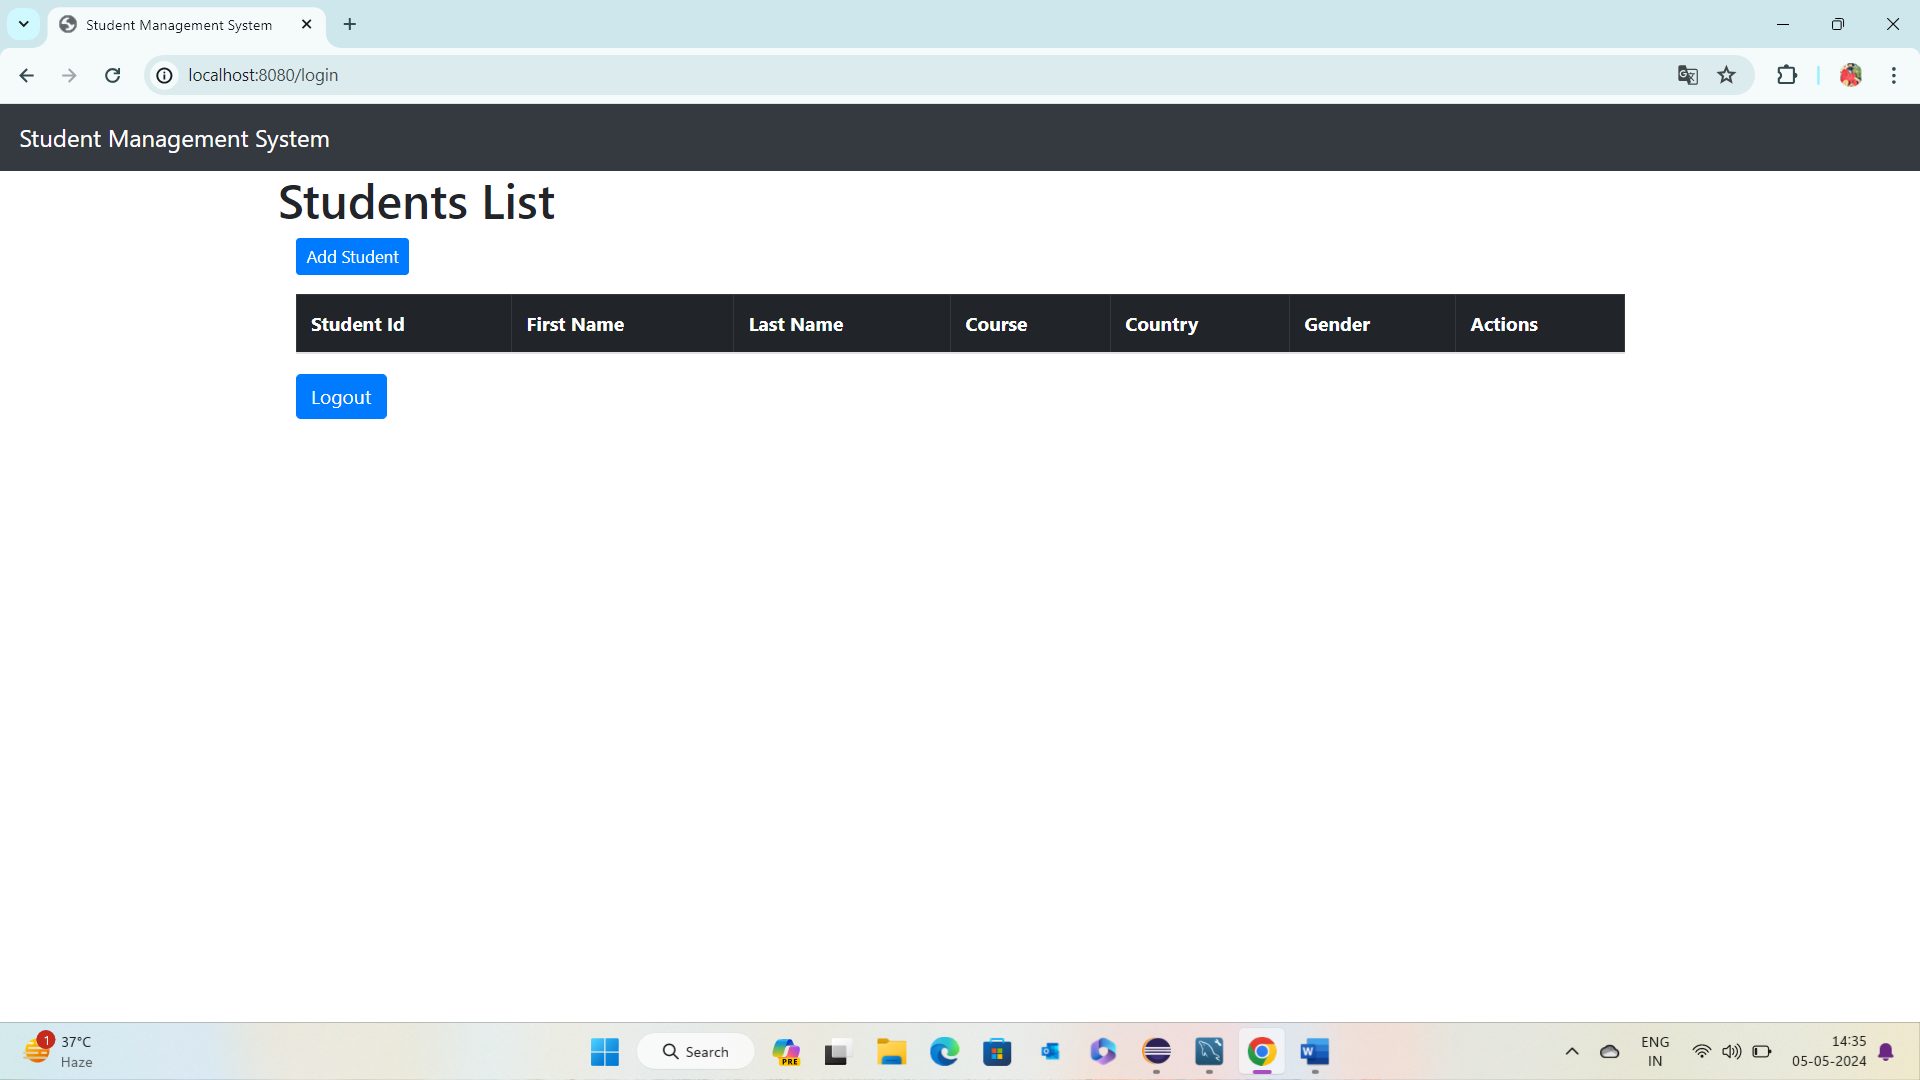 Student Management System
localhost:8080/login
Student Management System
Students List
Add Student
Student Id First Name Last Name Course Country Gender Actions
Logout
1
37°C
Haze
Search
PRE
ENG
IN
14:35
05-05-2024